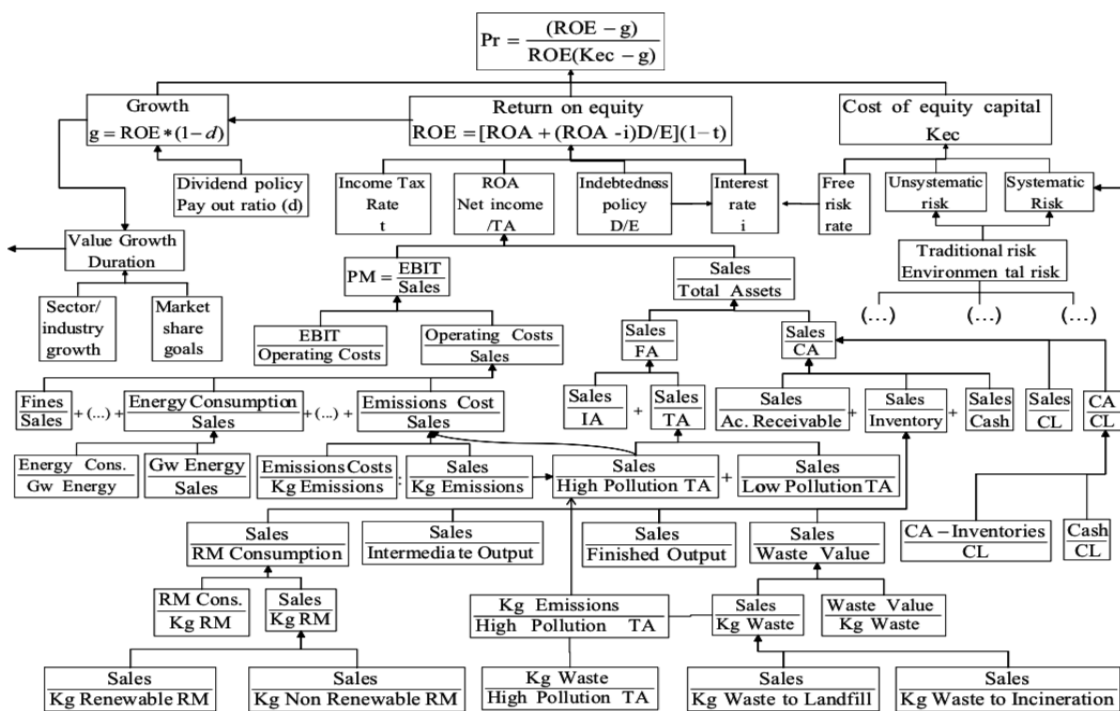 Pr = (ROE – g) / ROE(Kec – g)
Growth
g = ROE * (1– d)
Return on equity
ROE = [ROA + (ROA -i)D/E](1– t)
Cost of equity capital
Kec
Dividend policy
Pay out ratio (d)
Income Tax
Rate
t
ROA
Net income
/TA
Indebtedness
policy
D/E
Interest
rate
i
Free
risk
rate
Unsystematic
risk
Systematic
Risk
Value Growth
Duration
Traditional risk
Environmen tal risk
Sector/
industry
growth
Market
share
goals
PM = EBIT / Sales
Sales
Total Assets
(...) (...) (...)
EBIT
Operating Costs
Operating Costs
Sales
Sales
FA
Sales
CA
Fines
Sales
+ (...) +
Energy Consumption
Sales
+ (...) +
Emissions Cost
Sales
Sales
IA
+
Sales
TA
Sales
Ac. Receivable
+
Sales
Inventory
+
Sales
Cash
Sales
CL
CA
CL
Energy Cons.
Gw Energy
Gw Energy
Sales
Emissions Costs
Kg Emissions
:
Sales
Kg Emissions
Sales
High Pollution TA
+
Sales
Low Pollution TA
Sales
RM Consumption
Sales
Intermediate Output
Sales
Finished Output
Sales
Waste Value
CA – Inventories
CL
Cash
CL
RM Cons.
Kg RM
Sales
Kg RM
Kg Emissions
High Pollution TA
Sales
Kg Waste
Waste Value
Kg Waste
Sales
Kg Renewable RM
Sales
Kg Non Renewable RM
Kg Waste
High Pollution TA
Sales
Kg Waste to Landfill
Sales
Kg Waste to Incineration